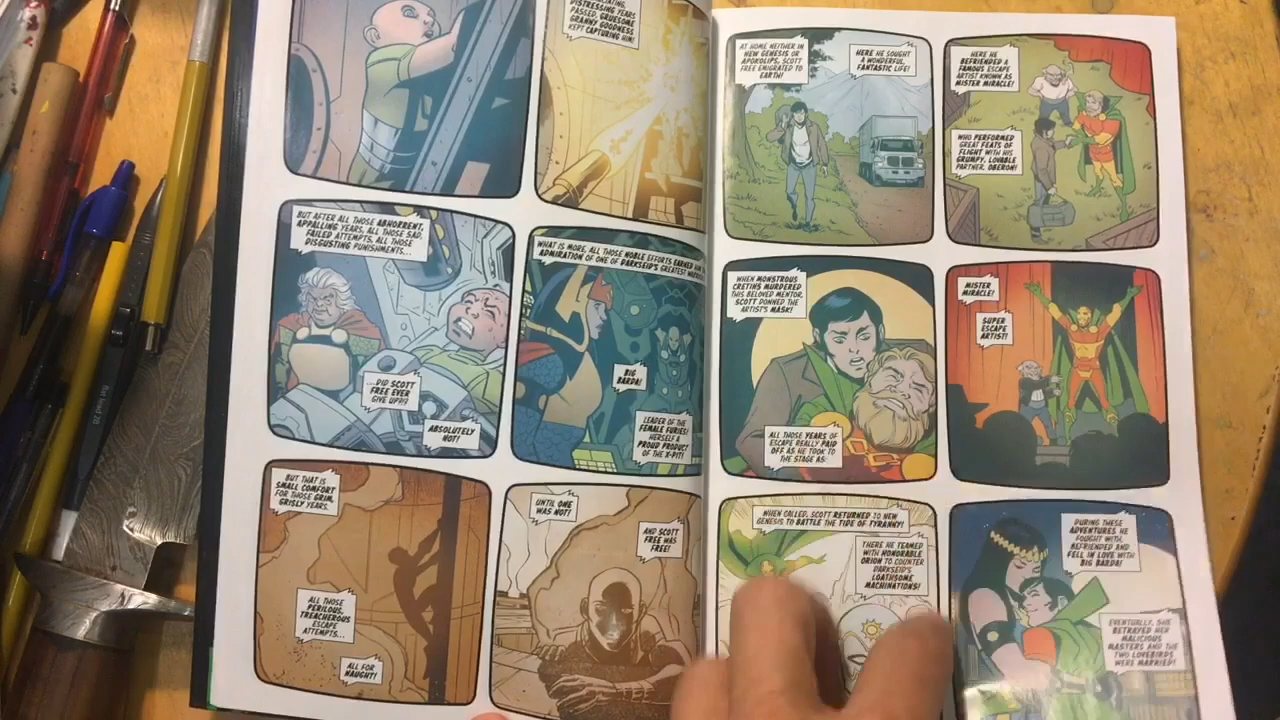 DISTRESSING YEARS
PASSED, GRUESOME
GRANNY GOODNESS
KEPT CAPTURING HIM!
BUT AFTER ALL THOSE ABHORRENT,
APPALLING YEARS, ALL THOSE SAD
FAILED ATTEMPTS, ALL THOSE
DISGUSTING PUNISHMENTS...
...DID SCOTT
FREE EVER
GIVE UP?!?
ABSOLUTELY
NOT!
WHAT IS MORE, ALL THOSE NOBLE EFFORTS EARNED HIM
ADMIRATION OF ONE OF DARKSEID'S GREATEST
BIG
BARDA!
LEADER OF THE
FEMALE FURIES!
HERSELF A
PROUD PRODUCT
OF THE X-PIT!
BUT THAT IS
SMALL COMFORT
FOR THOSE GRIM,
GRISLY YEARS.
ALL THOSE
PERILOUS,
TREACHEROUS
ESCAPE
ATTEMPTS...
ALL FOR
NAUGHT!
UNTIL ONE
WAS NOT!
AND SCOTT
FREE WAS
FREE!
AT HOME NEITHER IN
NEW GENESIS OR
APOKOLIPS, SCOTT
FREE EMIGRATED TO
EARTH!
HERE HE SOUGHT
A WONDERFUL,
FANTASTIC LIFE!
HERE HE
BEFRIENDED A
FAMOUS ESCAPE
ARTIST KNOWN AS
MISTER MIRACLE!
WHO PERFORMED
GREAT FEATS OF
FLIGHT WITH HIS
GRUMPY, LOVABLE
PARTNER, OBERON!
WHEN MONSTROUS
CRETINS MURDERED
THIS BELOVED MENTOR,
SCOTT DONNED THE
ARTIST'S MASK!
ALL THOSE YEARS OF
ESCAPE REALLY PAID
OFF AS HE TOOK TO
THE STAGE AS:
MISTER
MIRACLE!
SUPER
ESCAPE
ARTIST!
WHEN CALLED, SCOTT RETURNED TO NEW
GENESIS TO BATTLE THE TIDE OF TYRANNY!
THERE HE TEAMED
WITH HONORABLE
ORION TO COUNTER
DARKSEID'S
LOATHSOME
MACHINATIONS!
DURING THESE
ADVENTURES HE
FOUGHT WITH,
BEFRIENDED AND
FELL IN LOVE WITH
BIG BARDA!
EVENTUALLY, SHE
BETRAYED HER
MALICIOUS
MASTERS AND THE
TWO LOVEBIRDS
WERE MARRIED!